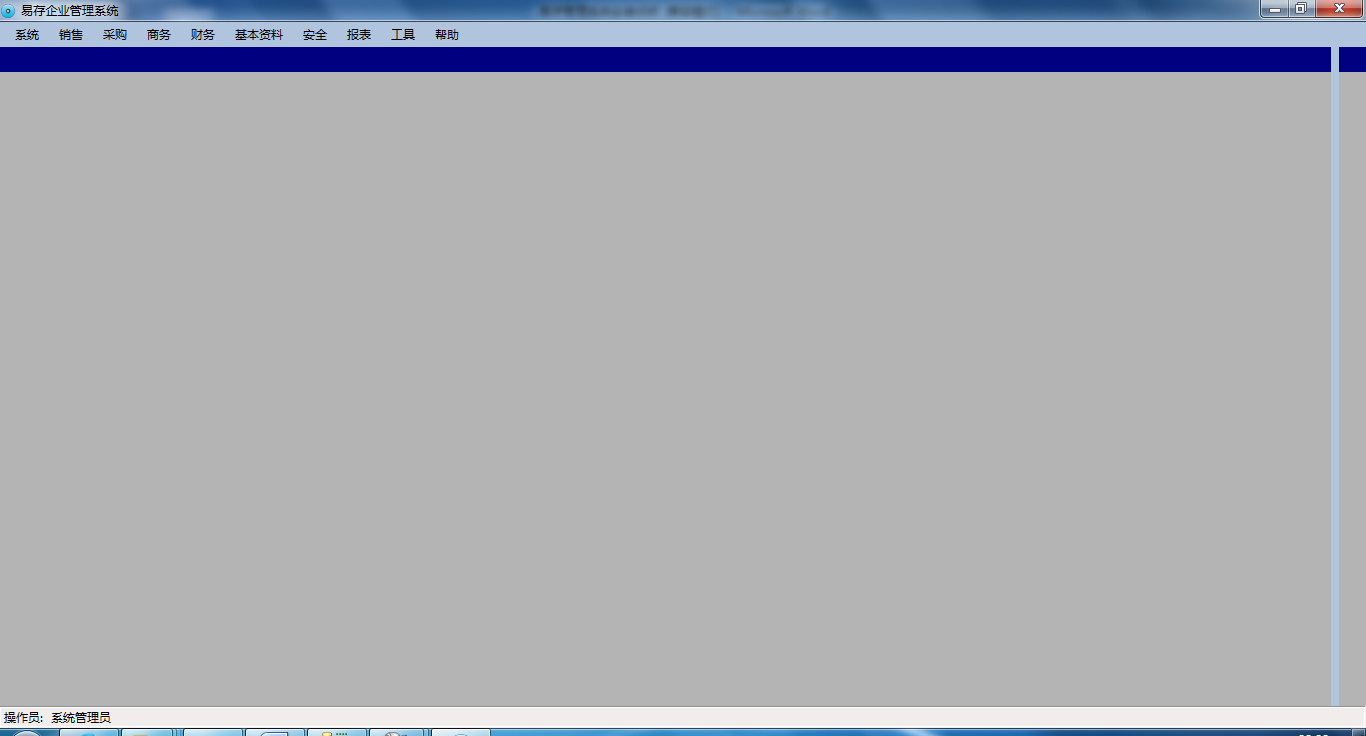 易存企业管理系统
系统 销售 采购 商务 财务 基本资料 安全 报表 工具 帮助
操作员: 系统管理员